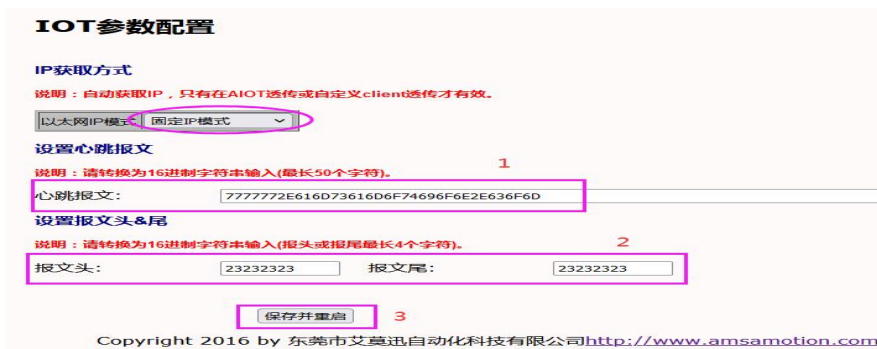 IOT参数配置
IP获取方式
说明：自动获取IP，只有在AIOT透传或自定义client透传才有效。
以太网IP模式 固定IP模式
设置心跳报文
1
说明：请转换为16进制字符串输入(最长50个字符)。
心跳报文： 7777772E616D73616D6F74696F6E2E636F6D
设置报文头&尾
说明：请转换为16进制字符串输入(报头或报尾最长4个字符)。 2
报文头： 23232323 报文尾： 23232323
保存并重启 3
Copyright 2016 by 东莞市艾莫迅自动化科技有限公司http://www.amsamotion.com